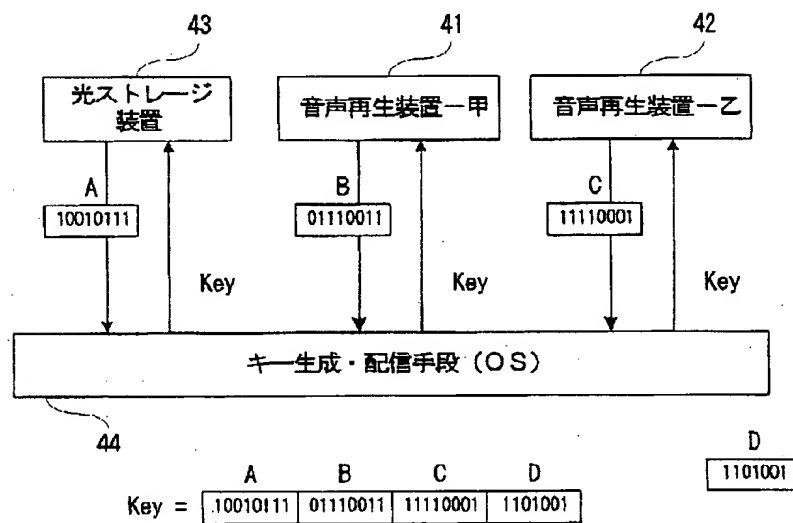 43
41
42
光ストレージ
装置
音声再生装置ー甲
音声再生装置ー乙
A
B
C
10010111
01110011
11110001
Key
Key
Key
キー生成・配信手段（ＯＳ）
44
D
1101001
A B C D
Key = 10010111 01110011 11110001 1101001